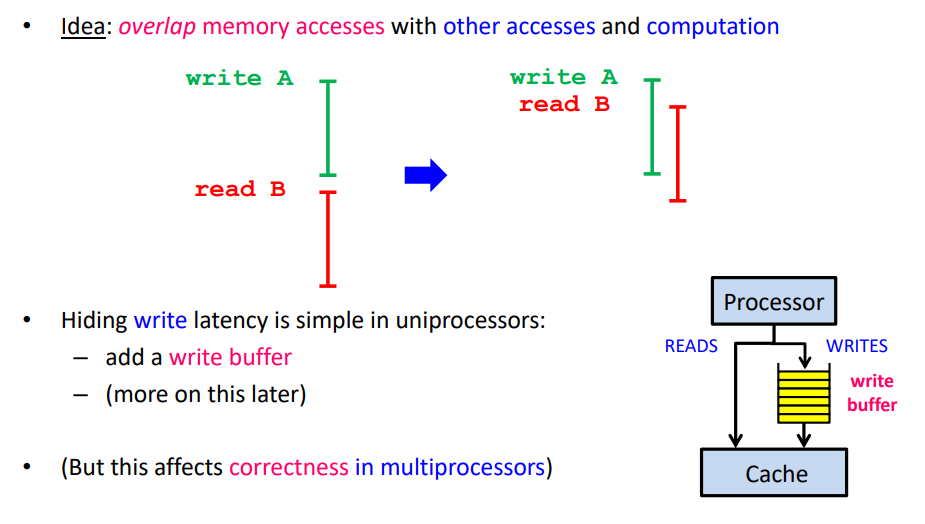 • Idea: overlap memory accesses with other accesses and computation
write A
read B
write A
read B
• Hiding write latency is simple in uniprocessors:
– add a write buffer
– (more on this later)
• (But this affects correctness in multiprocessors)
Processor
READS
WRITES
write
buffer
Cache